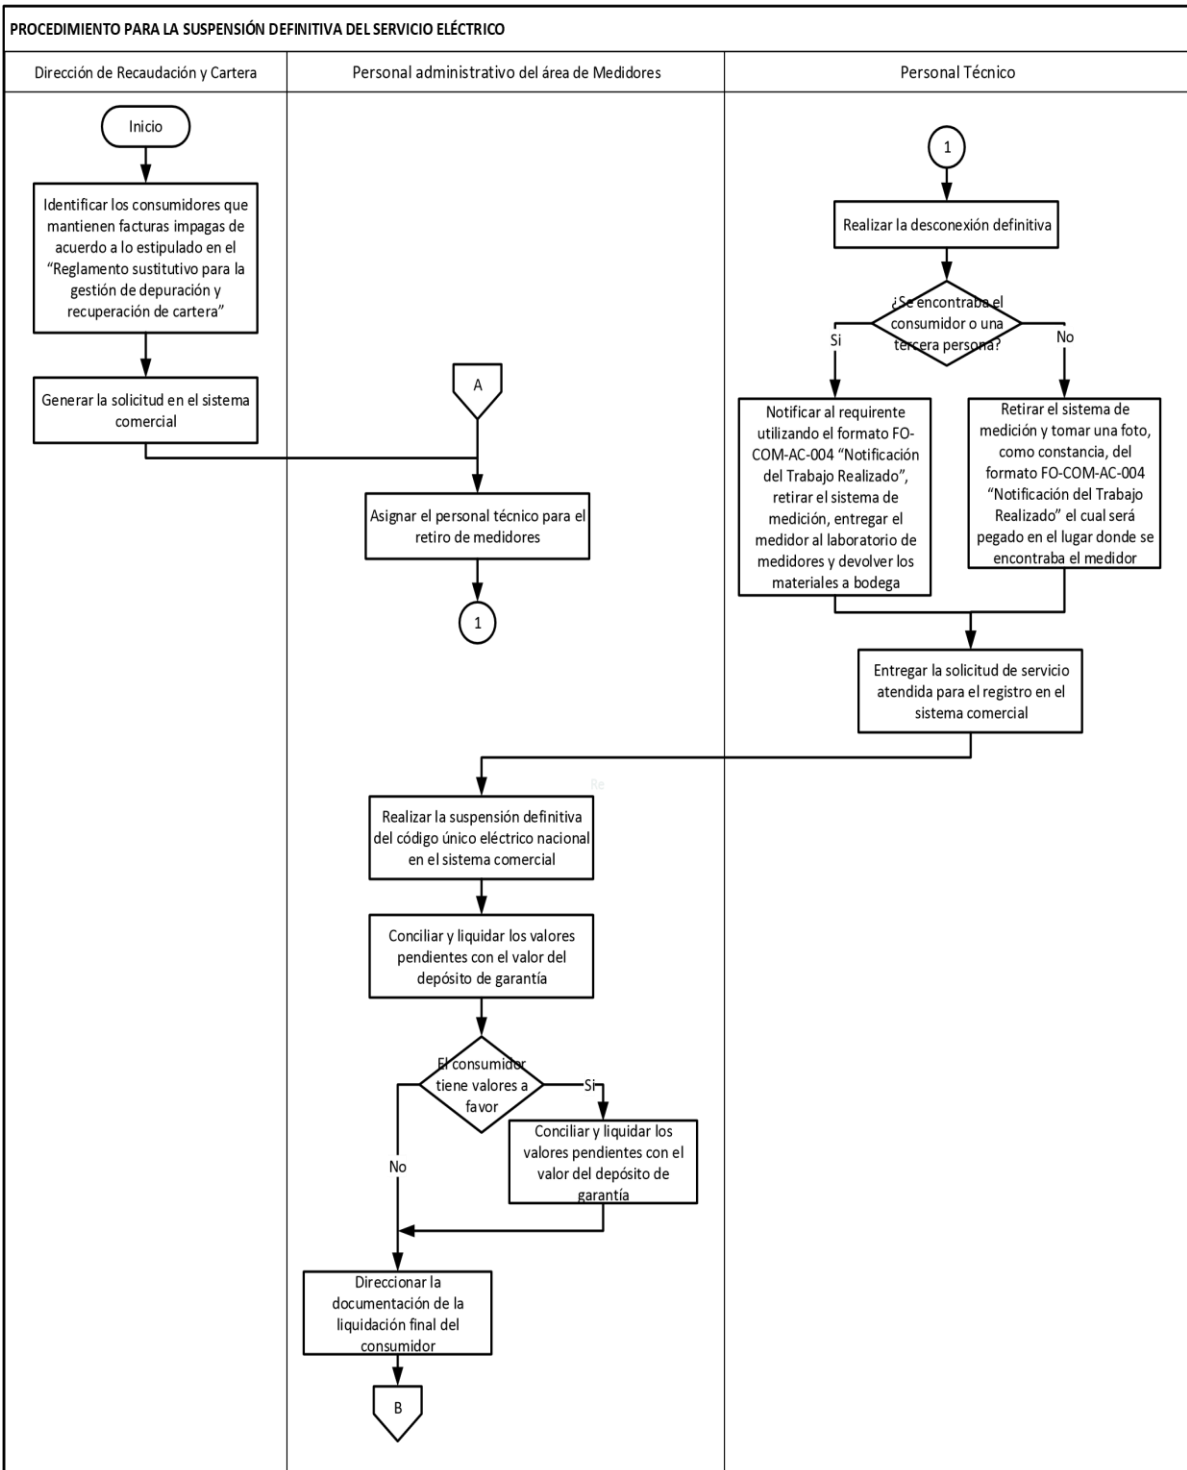 PROCEDIMIENTO PARA LA SUSPENSIÓN DEFINITIVA DEL SERVICIO ELÉCTRICO
Dirección de Recaudación y Cartera
Personal administrativo del área de Medidores
Personal Técnico
Inicio
Identificar los consumidores que
mantienen facturas impagas de
acuerdo a lo estipulado en el
“Reglamento sustitutivo para la
gestión de depuración y
recuperación de cartera”
Generar la solicitud en el sistema
comercial
A
Asignar el personal técnico para el
retiro de medidores
1
1
Realizar la desconexión definitiva
¿Se encontraba el
consumidor o una
tercera persona?
Si
No
Notificar al requirente
utilizando el formato FO-
COM-AC-004 “Notificación
del Trabajo Realizado”,
retirar el sistema de
medición, entregar el
medidor al laboratorio de
medidores y devolver los
materiales a bodega
Retirar el sistema de
medición y tomar una foto,
como constancia, del
formato FO-COM-AC-004
“Notificación del Trabajo
Realizado” el cual será
pegado en el lugar donde se
encontraba el medidor
Entregar la solicitud de servicio
atendida para el registro en el
sistema comercial
Re
Realizar la suspensión definitiva
del código único eléctrico nacional
en el sistema comercial
Conciliar y liquidar los valores
pendientes con el valor del
depósito de garantía
El consumidor
tiene valores a
favor
Si
No
Conciliar y liquidar los
valores pendientes con el
valor del depósito de
garantía
Direccionar la
documentación de la
liquidación final del
consumidor
B